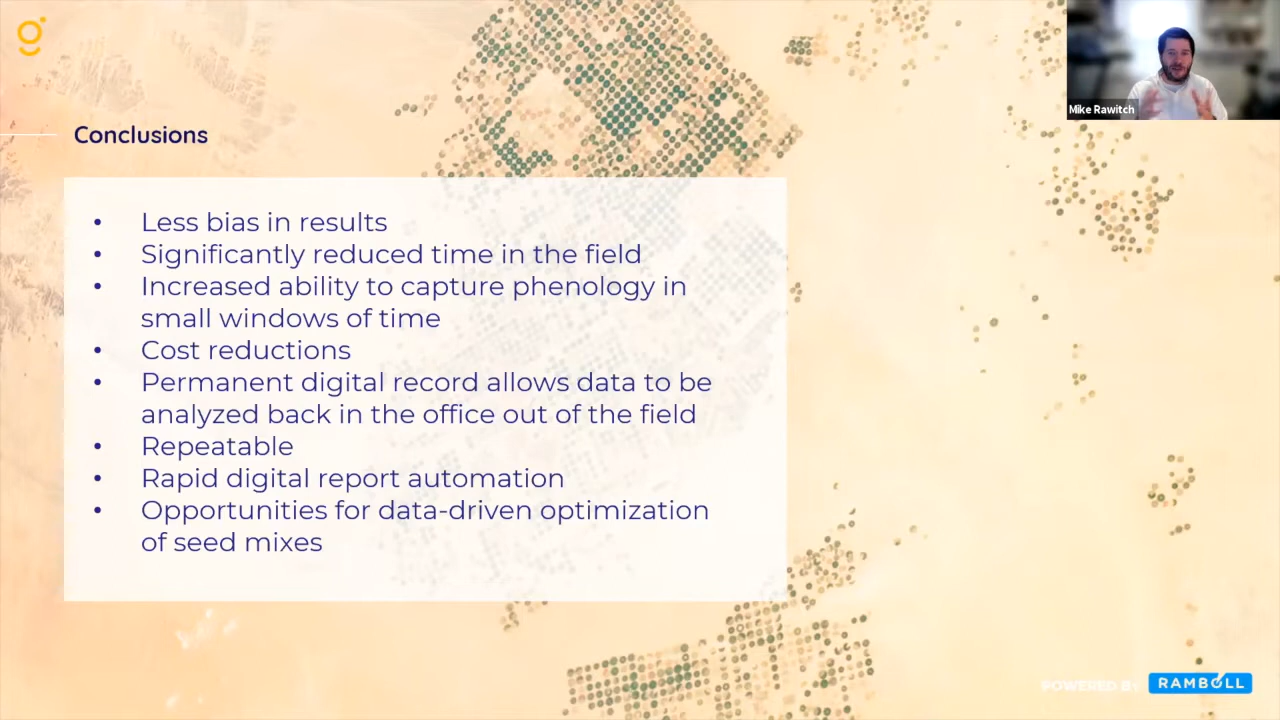 Mike Rawitch
Conclusions
• Less bias in results
• Significantly reduced time in the field
• Increased ability to capture phenology in
small windows of time
• Cost reductions
• Permanent digital record allows data to be
analyzed back in the office out of the field
• Repeatable
• Rapid digital report automation
• Opportunities for data-driven optimization
of seed mixes
POWERED BY RAMBOLL